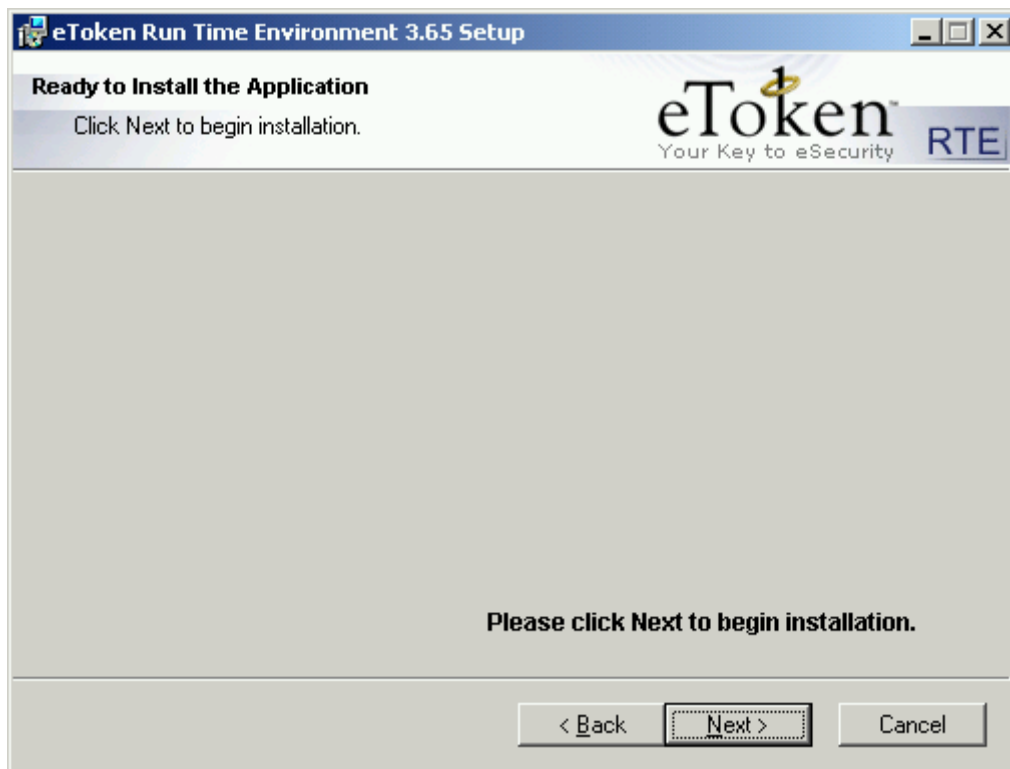 eToken Run Time Environment 3.65 Setup
Ready to Install the Application
Click Next to begin installation.
eToken™
Your Key to eSecurity
RTE
Please click Next to begin installation.
< Back
Next >
Cancel